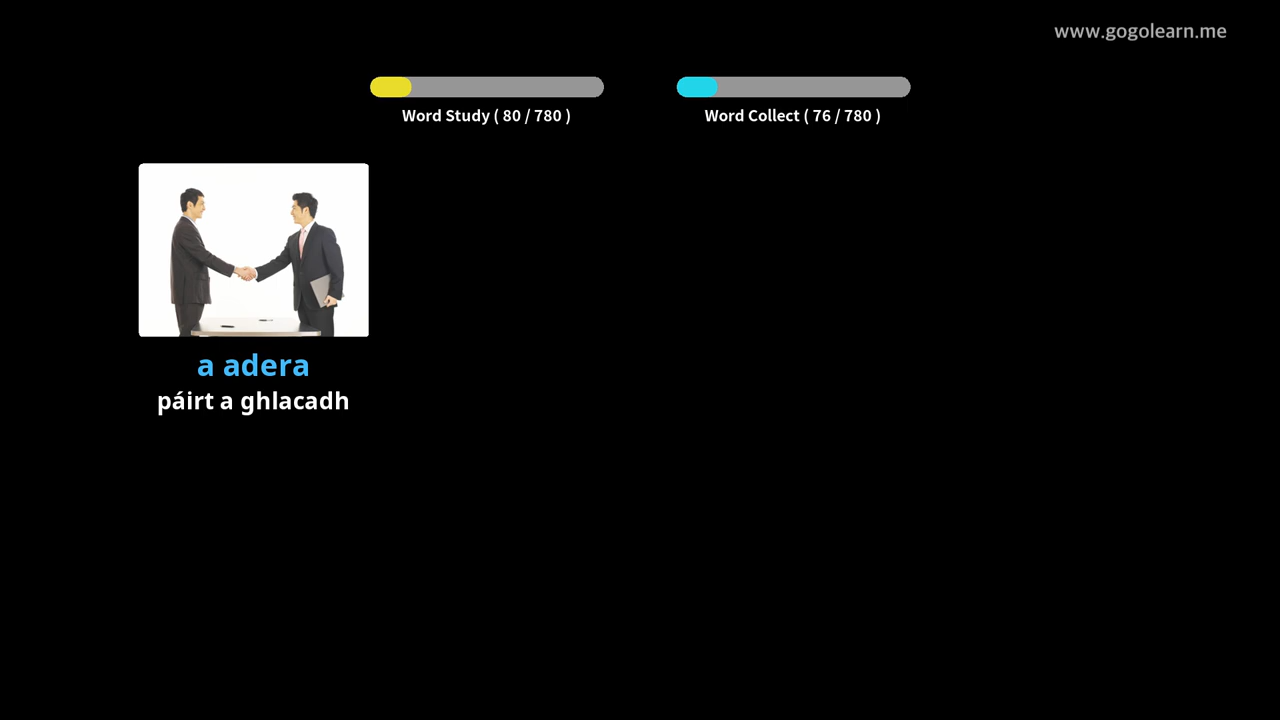 www.gogolearn.me
Word Study ( 80 / 780 )
Word Collect ( 76 / 780 )
a adera
páirt a ghlacadh